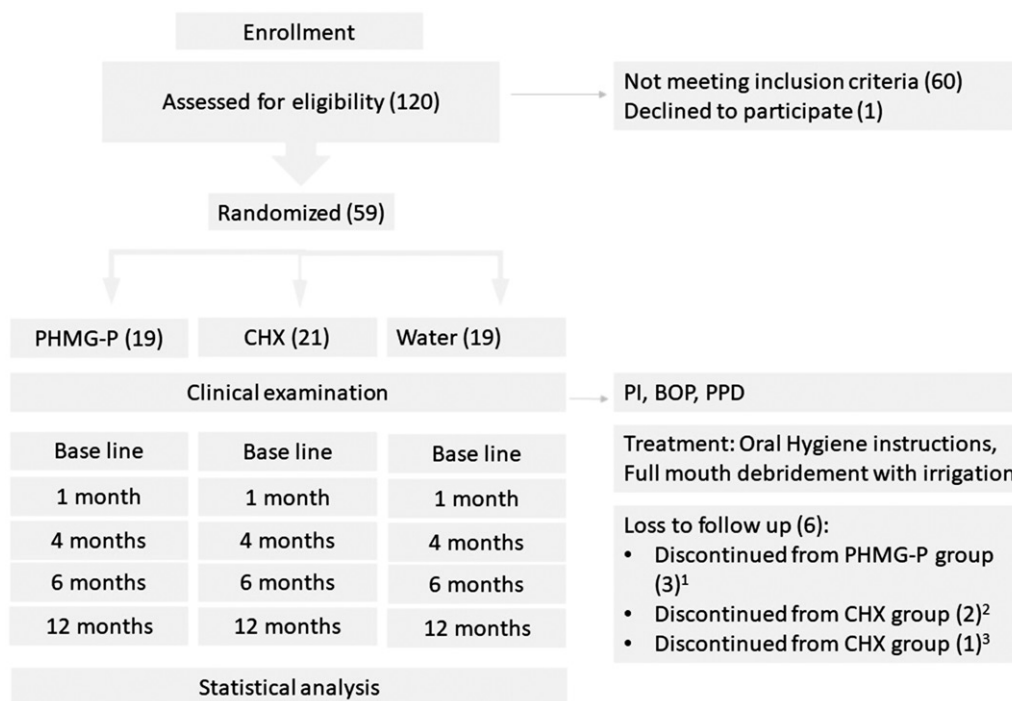 Enrollment
Assessed for eligibility (120)
Not meeting inclusion criteria (60)
Declined to participate (1)
Randomized (59)
PHMG-P (19) CHX (21) Water (19)
Clinical examination
PI, BOP, PPD
Treatment: Oral Hygiene instructions,
Full mouth debridement with irrigation
Base line Base line Base line
1 month 1 month 1 month
4 months 4 months 4 months
6 months 6 months 6 months
12 months 12 months 12 months
Loss to follow up (6):
• Discontinued from PHMG-P group
(3)¹
• Discontinued from CHX group (2)²
• Discontinued from CHX group (1)³
Statistical analysis